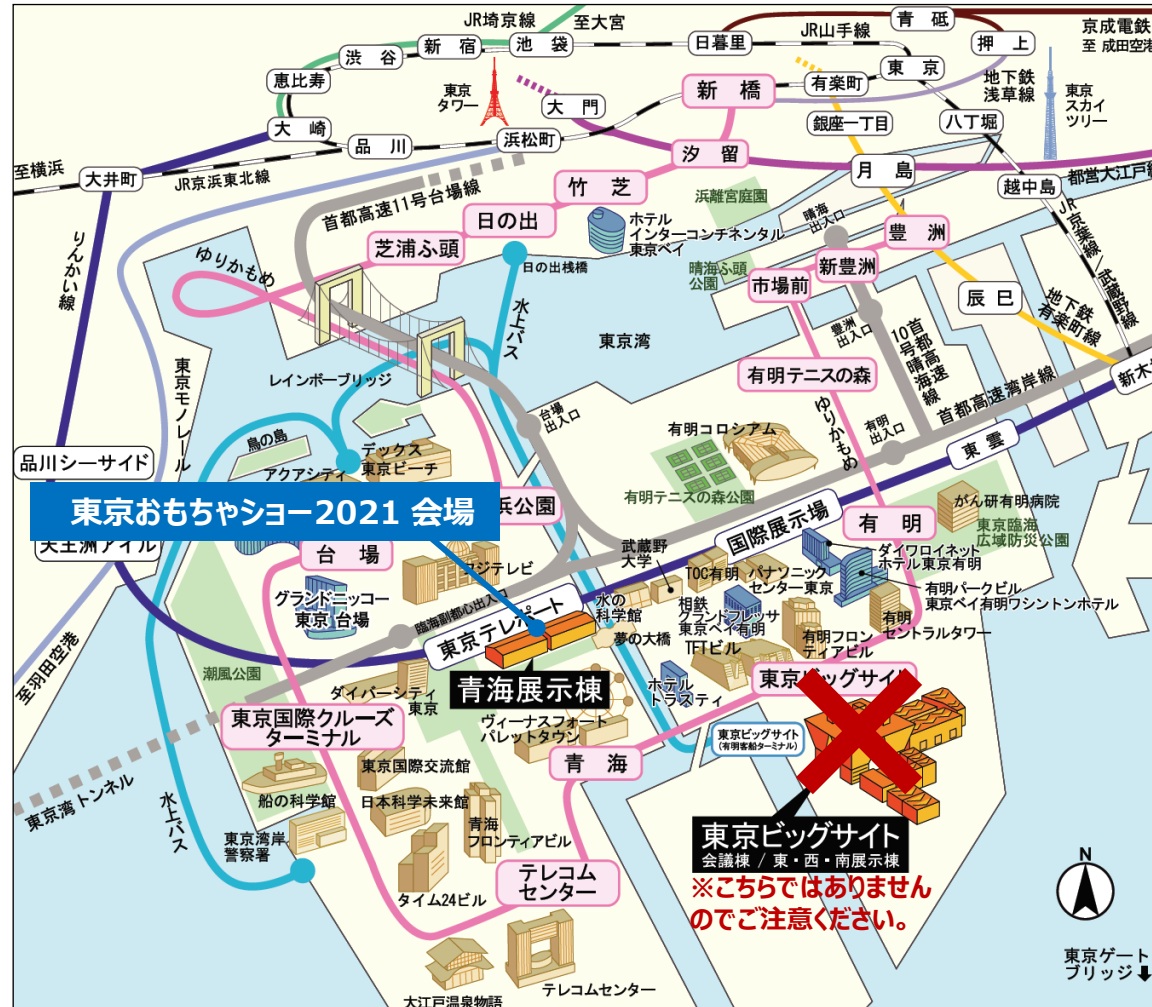 JR埼京線
至大宮
青 砥
京成電鉄
至 成田空港
渋 谷
新 宿
池 袋
日暮里
JR山手線
押 上
恵比寿
東京
タワー
大 門
新 橋
有楽町
東 京
地下鉄
浅草線
東京
スカイ
ツリー
大 崎
品 川
浜松町
銀座一丁目
八丁堀
汐 留
至横浜
大井町
JR京浜東北線
首都高速11号台場線
竹 芝
月 島
越中島
都営大江戸線
浜離宮庭園
日の出
ホテル
インターコンチネンタル
東京ベイ
晴海
出入口
豊 洲
JR京葉線/武蔵野線
りんかい線
ゆりかもめ
芝浦ふ頭
日の出桟橋
晴海ふ頭
公園
新豊洲
市場前
辰 巳
地下鉄
有楽町線
水上バス
東京湾
豊洲
出入口
10号晴海線
首都高速
東京モノレール
レインボーブリッジ
有明テニスの森
首都高速湾岸線
新木
台場
出入口
ゆりかもめ
有明
出入口
鳥の島
デックス
東京ビーチ
アクアシティ
有明コロシアム
東 雲
品川シーサイド
有明テニスの森公園
がん研有明病院
東京おもちゃショー2021 会場
浜公園
国際展示場
有 明
東京臨海
広域防災公園
天王洲アイル
台 場
フジテレビ
武蔵野
大学
TOC有明
パナソニック
センター東京
ダイワロイネット
ホテル東京有明
グランドニッコー
東京 台場
臨海副都心出入口
東京テレポート
水の
科学館
相鉄
グランドフレッサ
東京ベイ有明
有明パークビル
東京ベイ有明ワシントンホテル
夢の大橋
TFTビル
有明フロン
ティアビル
有明
セントラルタワー
至羽田空港
潮風公園
ダイバーシティ
東京
青海展示棟
ホテル
トラスティ
東京ビッグサイト
東京国際クルーズ
ターミナル
ヴィーナスフォート
パレットタウン
東京ビッグサイト
(有明客船ターミナル)
東京国際交流館
青 海
東京湾トンネル
船の科学館
日本科学未来館
水上バス
青海
フロンティアビル
東京湾岸
警察署
東京ビッグサイト
会議棟 / 東・西・南展示棟
テレコム
センター
※こちらではありません
のでご注意ください。
タイム24ビル
N
大江戸温泉物語
テレコムセンター
東京ゲート
ブリッジ⬇